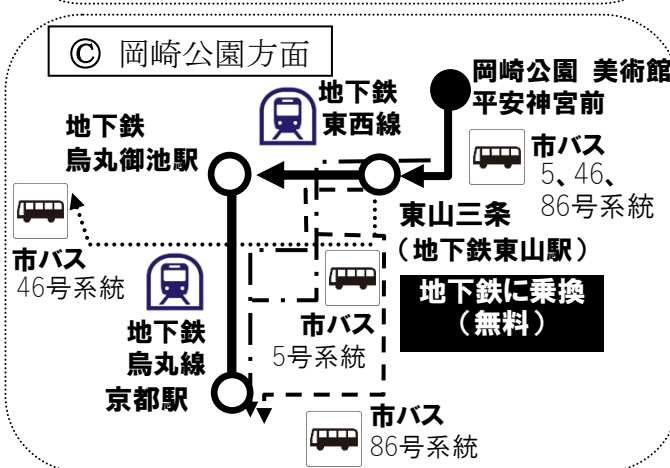 Ⓒ 岡崎公園方面
岡崎公園 美術館
平安神宮前
地下鉄
東西線
地下鉄
烏丸御池駅
市バス
5、46、
86号系統
東山三条
（地下鉄東山駅）
市バス
46号系統
地下鉄に乗換
（無料）
地下鉄
烏丸線
市バス
5号系統
京都駅
市バス
86号系統